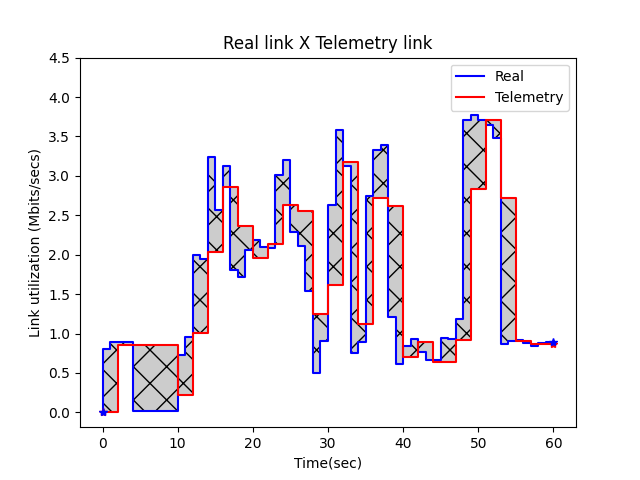 Real link X Telemetry link
Real
Telemetry
Link utilization (Mbits/secs)
4.5
4.0
3.5
3.0
2.5
2.0
1.5
1.0
0.5
0.0
0 10 20 30 40 50 60
Time(sec)